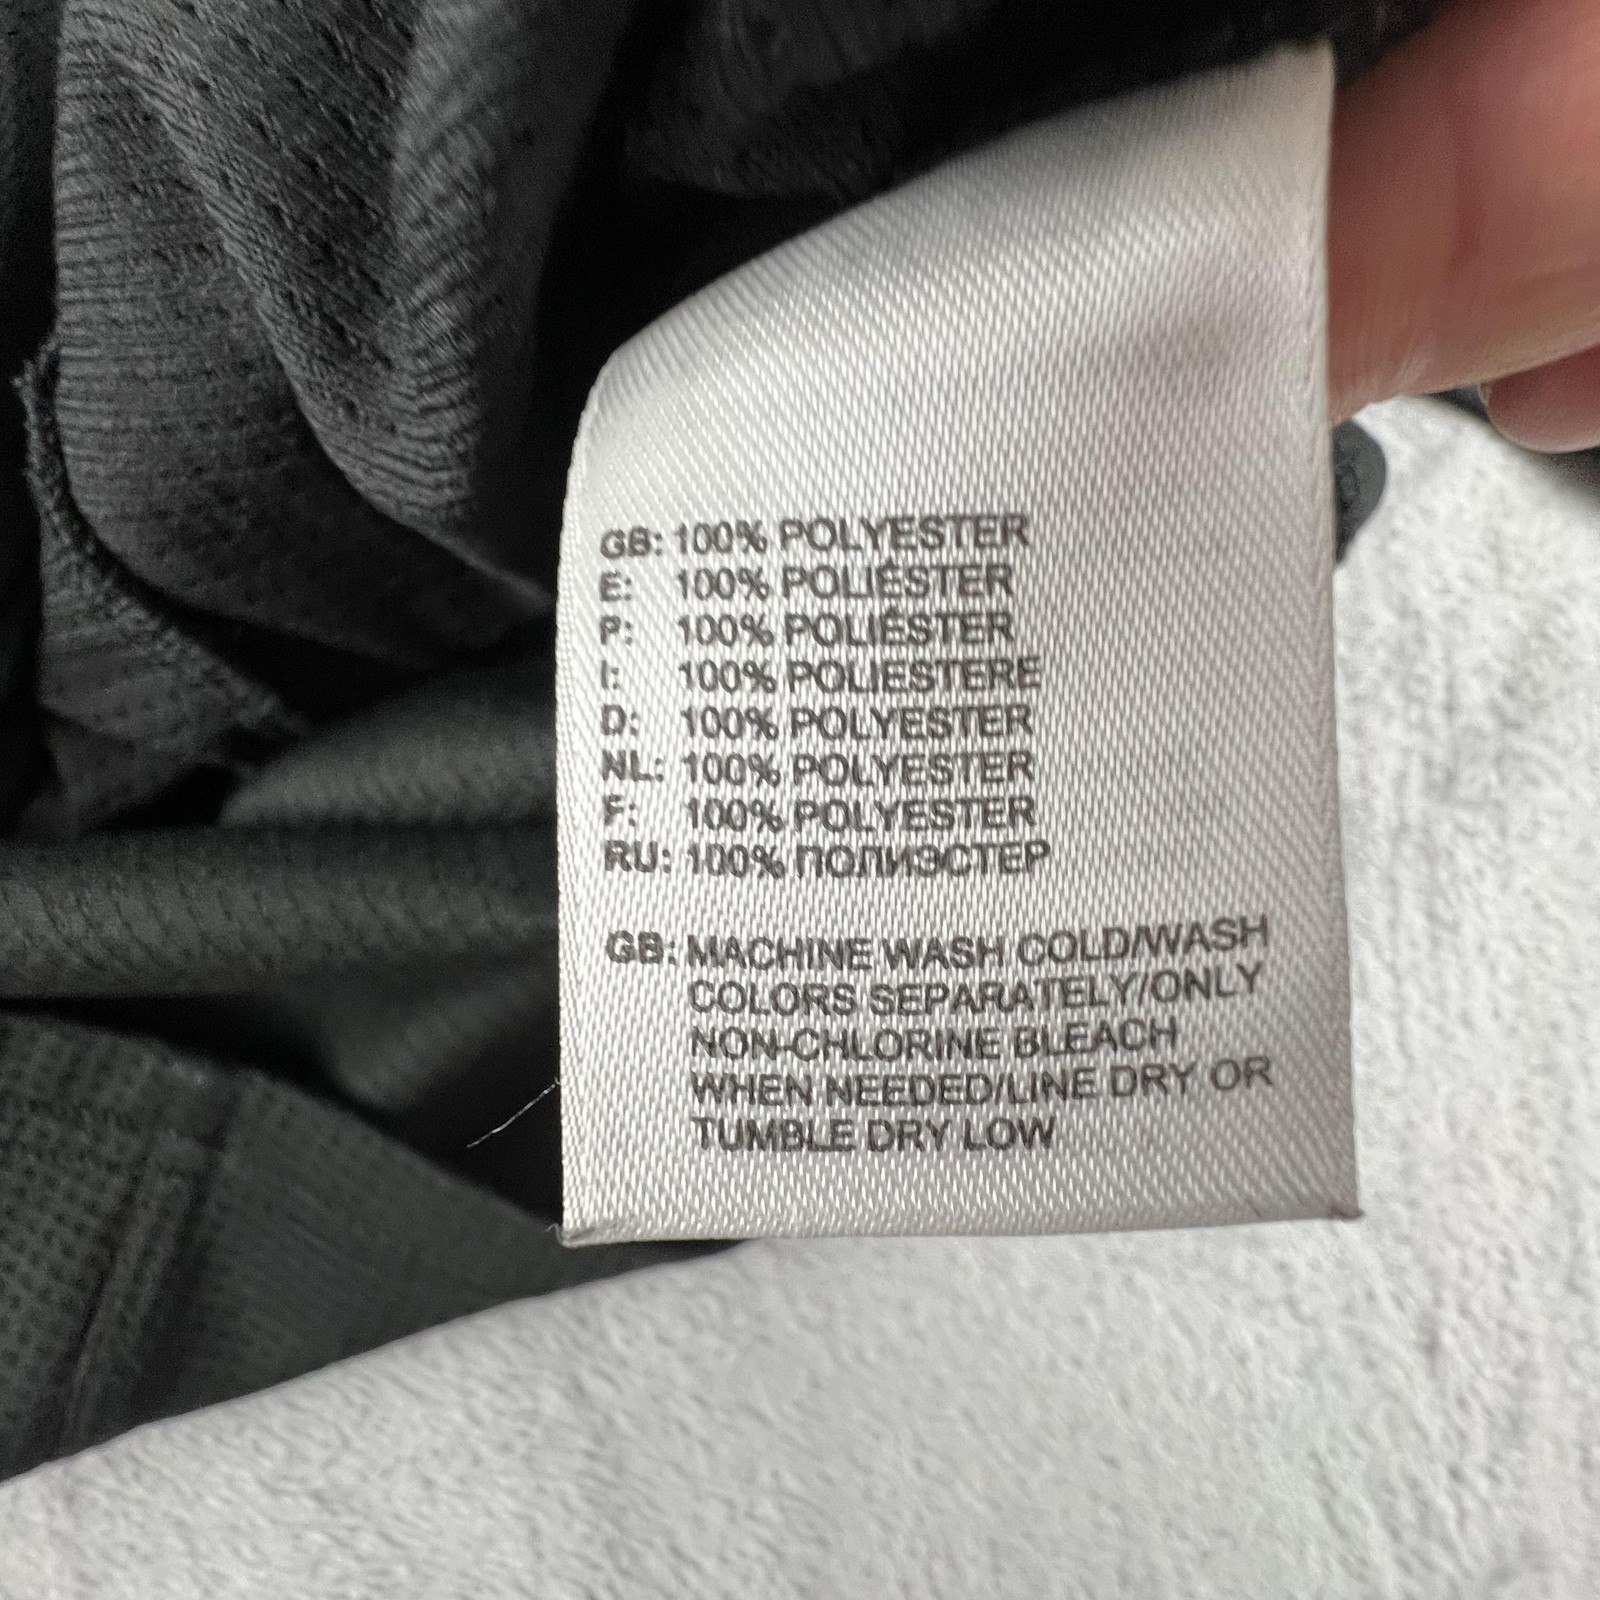 GB: 100% POLYESTER
E: 100% POLIÉSTER
P: 100% POLIÉSTER
I: 100% POLIESTERE
D: 100% POLYESTER
NL: 100% POLYESTER
F: 100% POLYESTER
RU: 100% ПОЛИЭСТЕР
GB: MACHINE WASH COLD/WASH
COLORS SEPARATELY/ONLY
NON-CHLORINE BLEACH
WHEN NEEDED/LINE DRY OR
TUMBLE DRY LOW